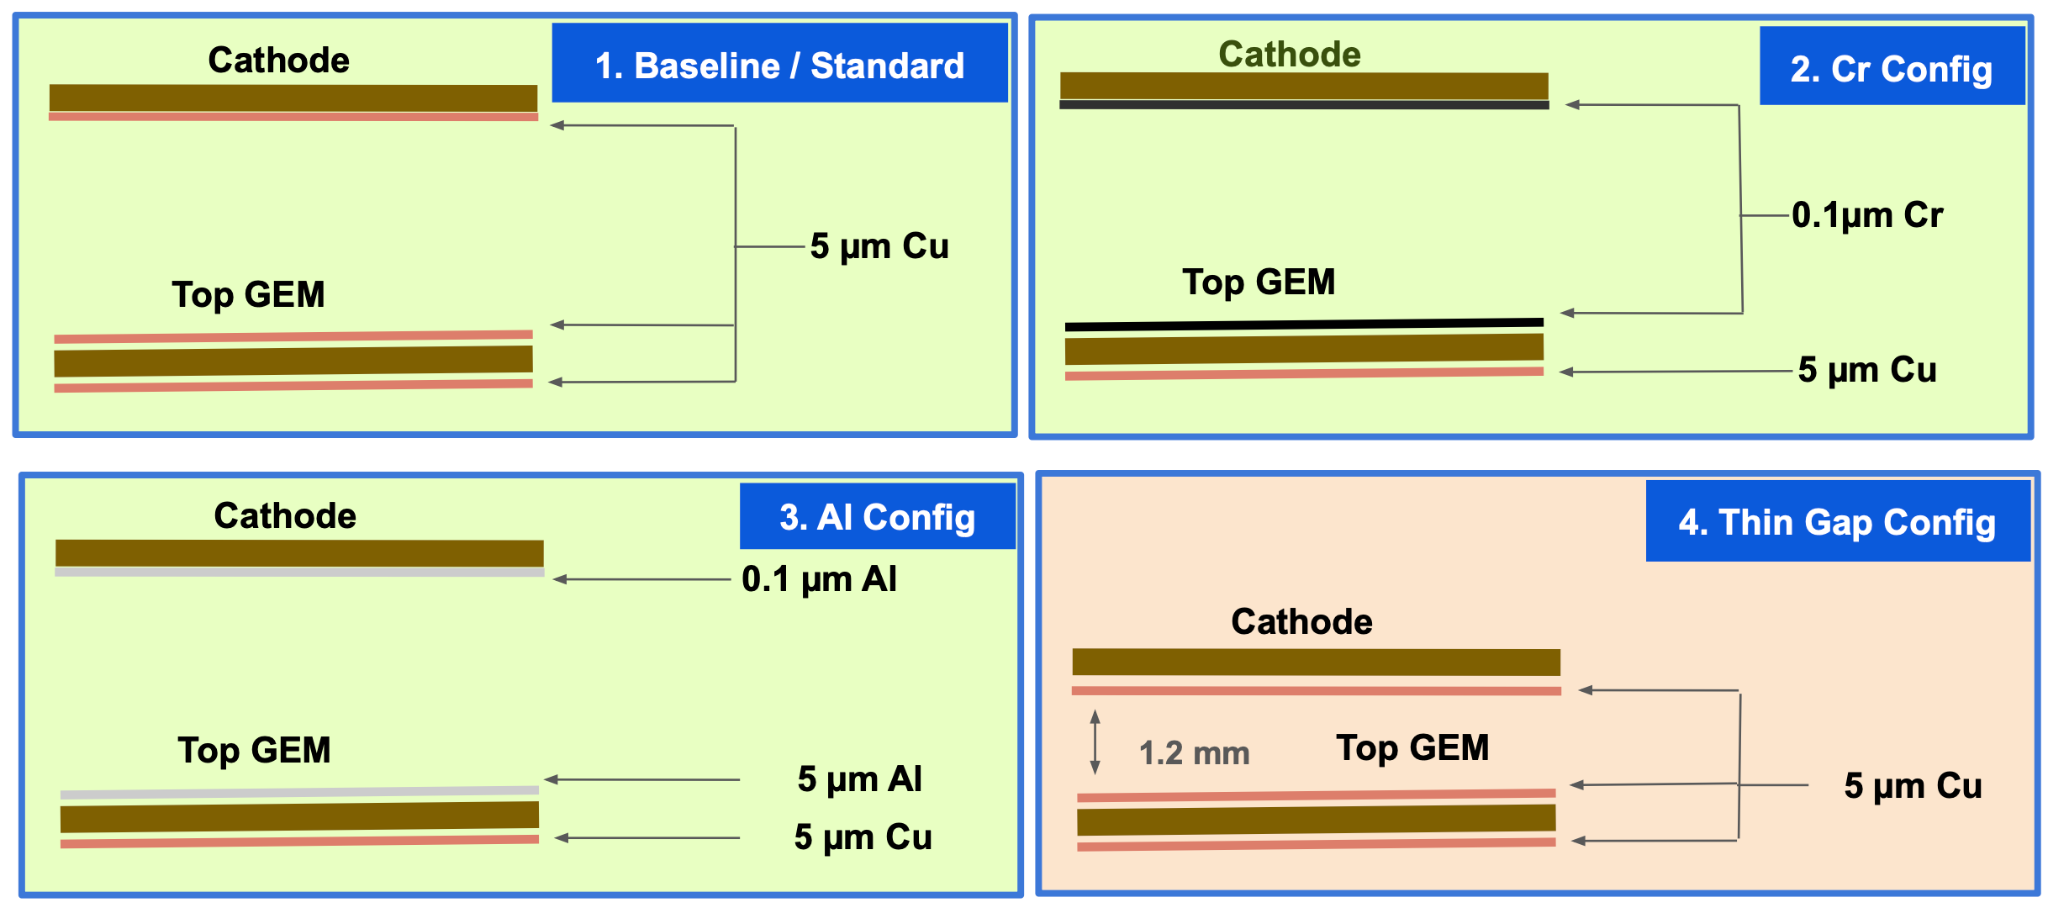 1. Baseline / Standard
Cathode
5 µm Cu
Top GEM
2. Cr Config
Cathode
0.1µm Cr
Top GEM
5 µm Cu
3. Al Config
Cathode
0.1 µm Al
Top GEM
5 µm Al
5 µm Cu
4. Thin Gap Config
Cathode
1.2 mm
Top GEM
5 µm Cu